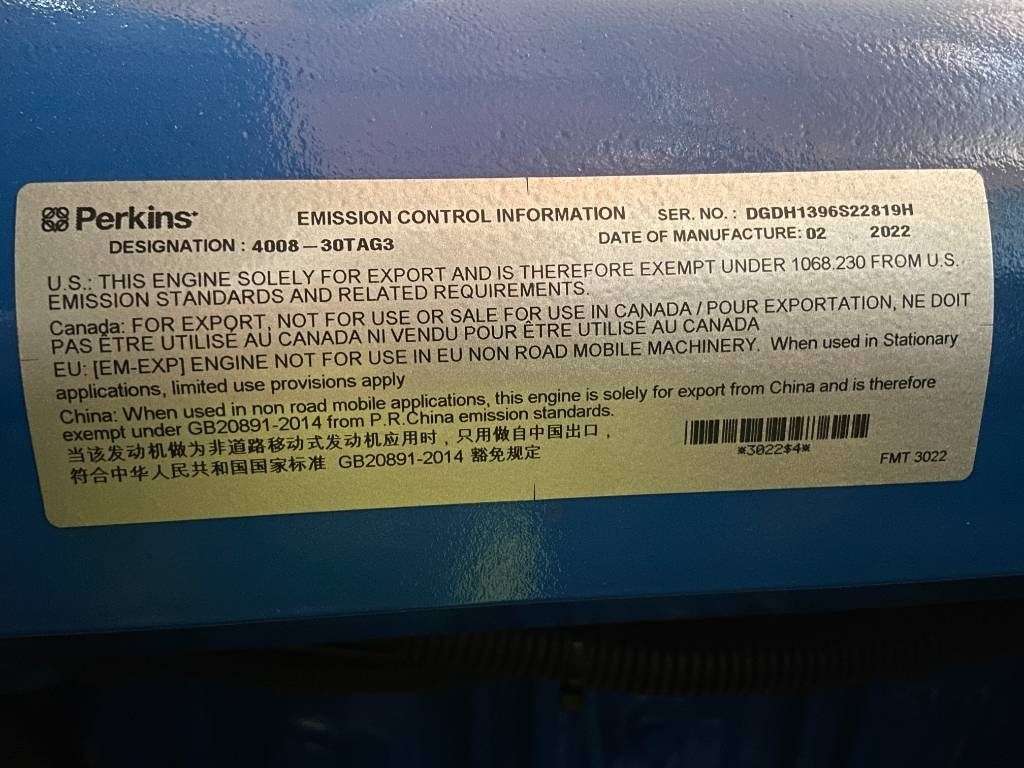 Perkins EMISSION CONTROL INFORMATION SER. NO. : DGDH1396S22819H
DESIGNATION : 4008-30TAG3 DATE OF MANUFACTURE: 02 2022
U.S.: THIS ENGINE SOLELY FOR EXPORT AND IS THEREFORE EXEMPT UNDER 1068.230 FROM U.S.
EMISSION STANDARDS AND RELATED REQUIREMENTS.
Canada: FOR EXPORT, NOT FOR USE OR SALE FOR USE IN CANADA / POUR EXPORTATION, NE DOIT
PAS ÊTRE UTILISÉ AU CANADA NI VENDU POUR ÊTRE UTILISÉ AU CANADA
EU: [EM-EXP] ENGINE NOT FOR USE IN EU NON ROAD MOBILE MACHINERY. When used in Stationary
applications, limited use provisions apply
China: When used in non road mobile applications, this engine is solely for export from China and is therefore
exempt under GB20891-2014 from P.R.China emission standards.
当该发动机做为非道路移动式发动机应用时，只用做自中国出口，
符合中华人民共和国国家标准 GB20891-2014 豁免规定
*3022$4*
FMT 3022